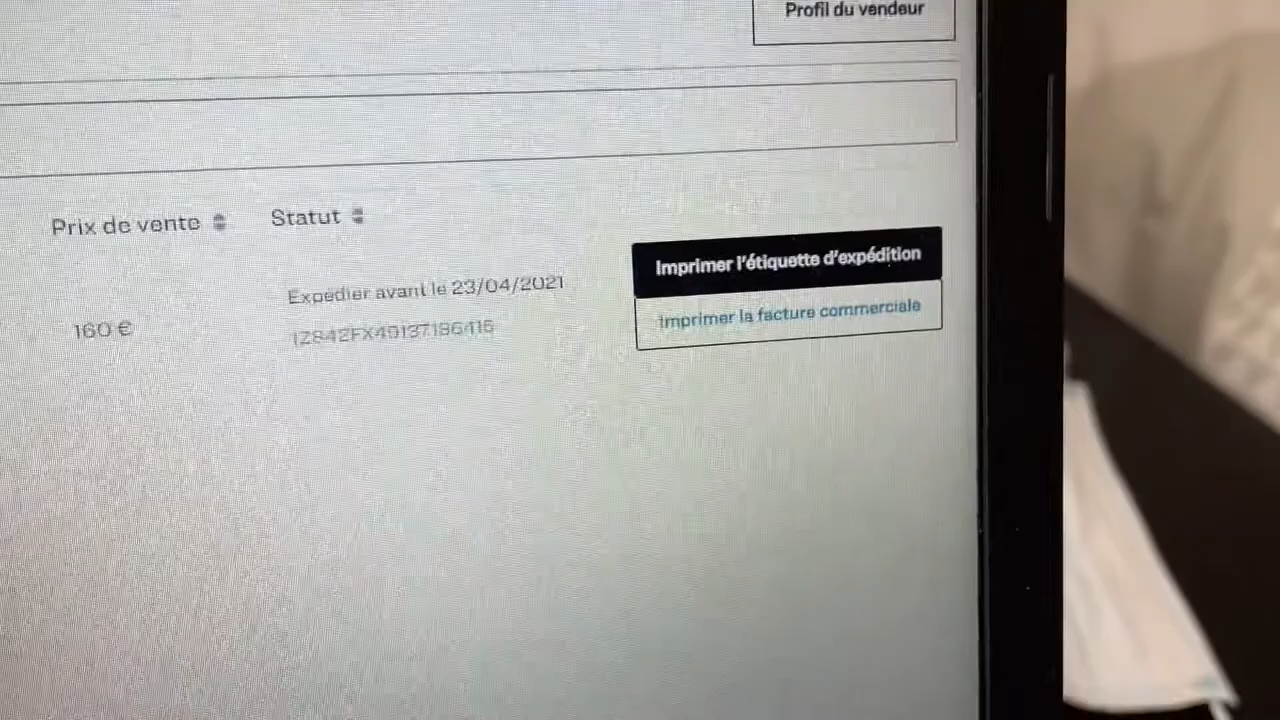 Profil du vendeur
Prix de vente
Statut
Imprimer l'étiquette d'expédition
Expédier avant le 23/04/2021
Imprimer la facture commerciale
160 €